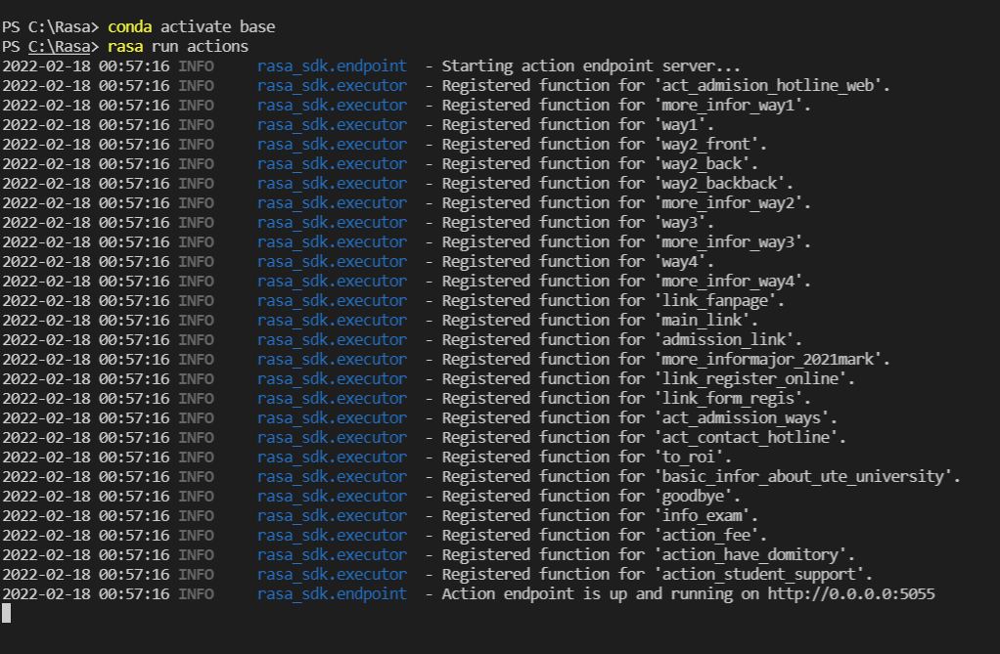 PS C:\Rasa> conda activate base
PS C:\Rasa> rasa run actions
2022-02-18 00:57:16 INFO rasa_sdk.endpoint - Starting action endpoint server...
2022-02-18 00:57:16 INFO rasa_sdk.executor - Registered function for 'act_admision_hotline_web'.
2022-02-18 00:57:16 INFO rasa_sdk.executor - Registered function for 'more_infor_way1'.
2022-02-18 00:57:16 INFO rasa_sdk.executor - Registered function for 'way1'.
2022-02-18 00:57:16 INFO rasa_sdk.executor - Registered function for 'way2_front'.
2022-02-18 00:57:16 INFO rasa_sdk.executor - Registered function for 'way2_back'.
2022-02-18 00:57:16 INFO rasa_sdk.executor - Registered function for 'way2_backback'.
2022-02-18 00:57:16 INFO rasa_sdk.executor - Registered function for 'more_infor_way2'.
2022-02-18 00:57:16 INFO rasa_sdk.executor - Registered function for 'way3'.
2022-02-18 00:57:16 INFO rasa_sdk.executor - Registered function for 'more_infor_way3'.
2022-02-18 00:57:16 INFO rasa_sdk.executor - Registered function for 'way4'.
2022-02-18 00:57:16 INFO rasa_sdk.executor - Registered function for 'more_infor_way4'.
2022-02-18 00:57:16 INFO rasa_sdk.executor - Registered function for 'link_fanpage'.
2022-02-18 00:57:16 INFO rasa_sdk.executor - Registered function for 'main_link'.
2022-02-18 00:57:16 INFO rasa_sdk.executor - Registered function for 'admission_link'.
2022-02-18 00:57:16 INFO rasa_sdk.executor - Registered function for 'more_informajor_2021mark'.
2022-02-18 00:57:16 INFO rasa_sdk.executor - Registered function for 'link_register_online'.
2022-02-18 00:57:16 INFO rasa_sdk.executor - Registered function for 'link_form_regis'.
2022-02-18 00:57:16 INFO rasa_sdk.executor - Registered function for 'act_admission_ways'.
2022-02-18 00:57:16 INFO rasa_sdk.executor - Registered function for 'act_contact_hotline'.
2022-02-18 00:57:16 INFO rasa_sdk.executor - Registered function for 'to_roi'.
2022-02-18 00:57:16 INFO rasa_sdk.executor - Registered function for 'basic_infor_about_ute_university'.
2022-02-18 00:57:16 INFO rasa_sdk.executor - Registered function for 'goodbye'.
2022-02-18 00:57:16 INFO rasa_sdk.executor - Registered function for 'info_exam'.
2022-02-18 00:57:16 INFO rasa_sdk.executor - Registered function for 'action_fee'.
2022-02-18 00:57:16 INFO rasa_sdk.executor - Registered function for 'action_have_domitory'.
2022-02-18 00:57:16 INFO rasa_sdk.executor - Registered function for 'action_student_support'.
2022-02-18 00:57:16 INFO rasa_sdk.endpoint - Action endpoint is up and running on http://0.0.0.0:5055